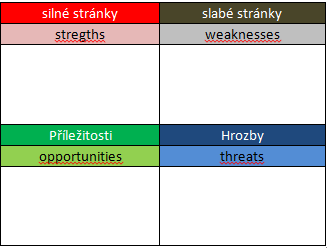 silné stránky
slabé stránky
stregths
weaknesses
Příležitosti
Hrozby
opportunities
threats